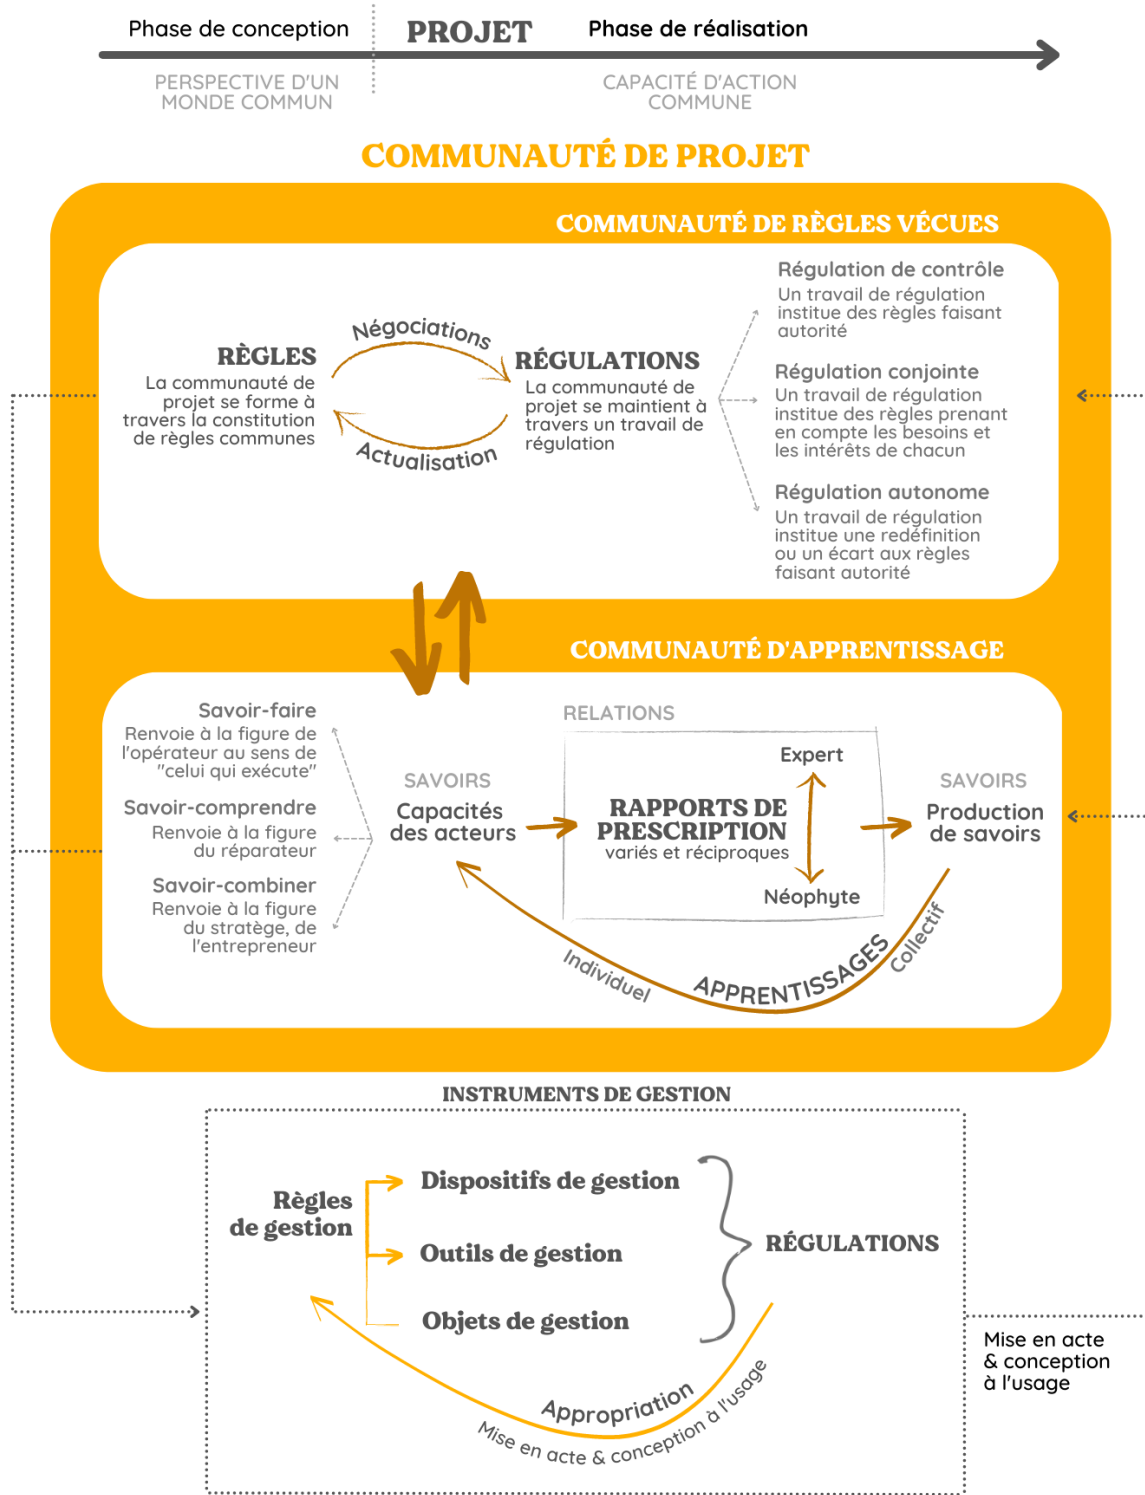 Phase de conception
PROJET
Phase de réalisation
PERSPECTIVE D'UN
MONDE COMMUN
CAPACITÉ D'ACTION
COMMUNE
COMMUNAUTÉ DE PROJET
COMMUNAUTÉ DE RÈGLES VÉCUES
Négociations
RÈGLES
La communauté de
projet se forme à
travers la constitution
de règles communes
RÉGULATIONS
La communauté de
projet se maintient à
travers un travail de
régulation
Actualisation
Régulation de contrôle
Un travail de régulation
institue des règles faisant
autorité
Régulation conjointe
Un travail de régulation
institue des règles prenant
en compte les besoins et
les intérêts de chacun
Régulation autonome
Un travail de régulation
institue une redéfinition
ou un écart aux règles
faisant autorité
COMMUNAUTÉ D'APPRENTISSAGE
Savoir-faire
Renvoie à la figure de
l'opérateur au sens de
"celui qui exécute"
Savoir-comprendre
Renvoie à la figure
du réparateur
Savoir-combiner
Renvoie à la figure
du stratège, de
l'entrepreneur
SAVOIRS
Capacités
des acteurs
RELATIONS
Expert
RAPPORTS DE
PRESCRIPTION
variés et réciproques
Néophyte
SAVOIRS
Production
de savoirs
Individuel
APPRENTISSAGES
Collectif
INSTRUMENTS DE GESTION
Règles
de gestion
Dispositifs de gestion
Outils de gestion
Objets de gestion
RÉGULATIONS
Appropriation
Mise en acte & conception à l'usage
Mise en acte
& conception
à l'usage